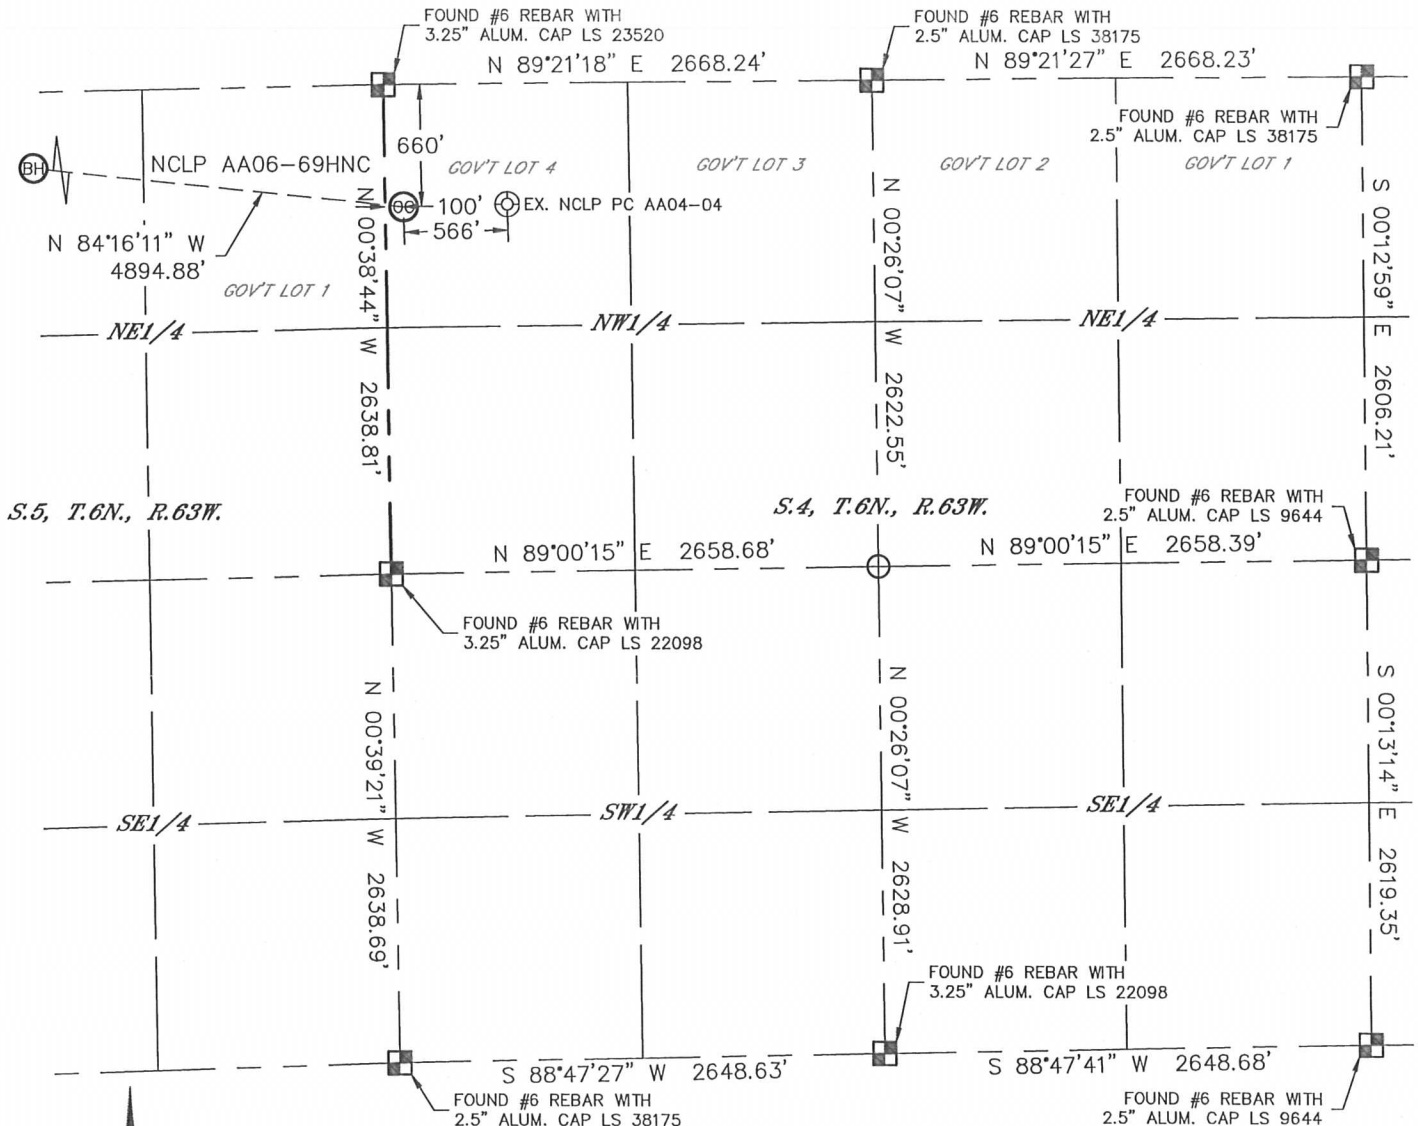 FOUND #6 REBAR WITH
3.25" ALUM. CAP LS 23520
FOUND #6 REBAR WITH
2.5" ALUM. CAP LS 38175
N 89°21'18" E 2668.24'
N 89°21'27" E 2668.23'
FOUND #6 REBAR WITH
2.5" ALUM. CAP LS 38175
660'
BH
NCLP AA06-69HNC
GOV'T LOT 4
GOV'T LOT 3
GOV'T LOT 2
GOV'T LOT 1
100'
EX. NCLP PC AA04-04
566'
N 84°16'11" W
4894.88'
GOV'T LOT 1
N 00°38'44" W 2638.81'
N 00°26'07" W 2622.55'
S 00°12'59" E 2606.21'
NE1/4
NW1/4
NE1/4
S.5, T.6N., R.63W.
S.4, T.6N., R.63W.
FOUND #6 REBAR WITH
2.5" ALUM. CAP LS 9644
N 89°00'15" E 2658.68'
N 89°00'15" E 2658.39'
FOUND #6 REBAR WITH
3.25" ALUM. CAP LS 22098
N 00°39'21" W 2638.69'
N 00°26'07" W 2628.91'
S 00°13'14" E 2619.35'
SE1/4
SW1/4
SE1/4
FOUND #6 REBAR WITH
3.25" ALUM. CAP LS 22098
S 88°47'27" W 2648.63'
S 88°47'41" W 2648.68'
FOUND #6 REBAR WITH
2.5" ALUM. CAP LS 38175
FOUND #6 REBAR WITH
2.5" ALUM. CAP LS 9644